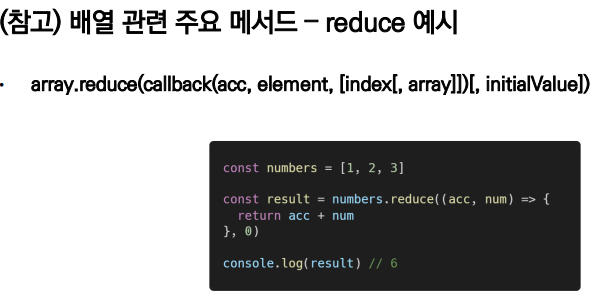 (참고) 배열 관련 주요 메서드 – reduce 예시
• array.reduce(callback(acc, element, [index[, array]])[, initialValue])
const numbers = [1, 2, 3]
const result = numbers.reduce((acc, num) => {
  return acc + num
}, 0)
console.log(result) // 6